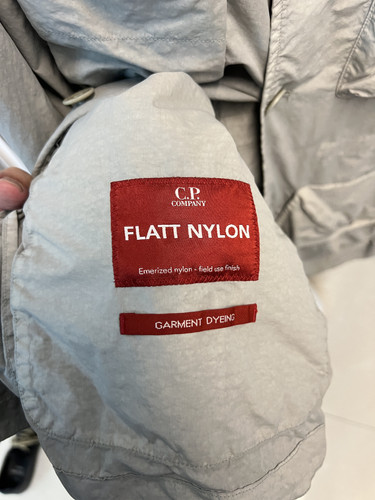 C.P.
COMPANY
FLATT NYLON
Emerized nylon - field use finish
GARMENT DYEING